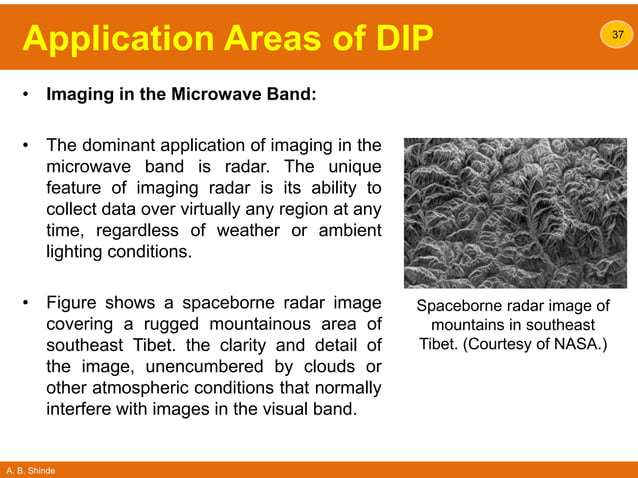 Application Areas of DIP
37
• Imaging in the Microwave Band:
• The dominant application of imaging in the
microwave band is radar. The unique
feature of imaging radar is its ability to
collect data over virtually any region at any
time, regardless of weather or ambient
lighting conditions.
• Figure shows a spaceborne radar image
covering a rugged mountainous area of
southeast Tibet. the clarity and detail of
the image, unencumbered by clouds or
other atmospheric conditions that normally
interfere with images in the visual band.
Spaceborne radar image of
mountains in southeast
Tibet. (Courtesy of NASA.)
A. B. Shinde